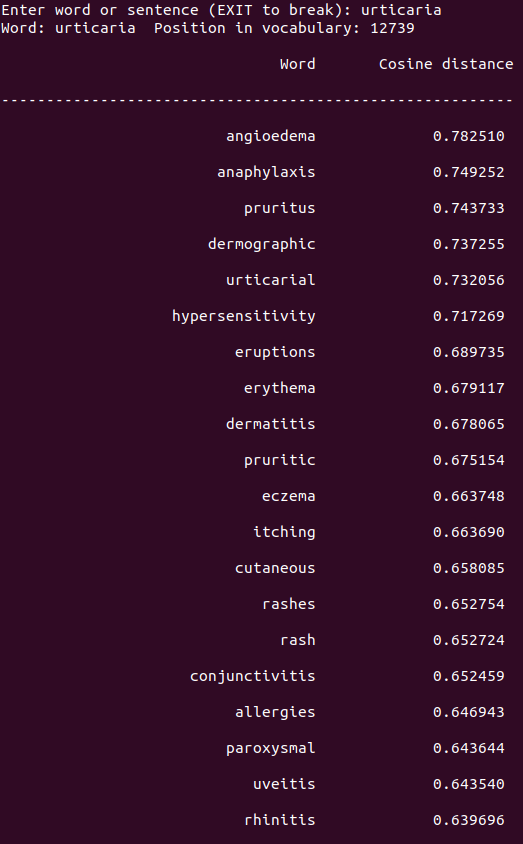 Enter word or sentence (EXIT to break): urticaria
Word: urticaria  Position in vocabulary: 12739
Word       Cosine distance
---------------------------------------------------------
angioedema             0.782510
anaphylaxis             0.749252
pruritus             0.743733
dermographic             0.737255
urticarial             0.732056
hypersensitivity             0.717269
eruptions             0.689735
erythema             0.679117
dermatitis             0.678065
pruritic             0.675154
eczema             0.663748
itching             0.663690
cutaneous             0.658085
rashes             0.652754
rash             0.652724
conjunctivitis             0.652459
allergies             0.646943
paroxysmal             0.643644
uveitis             0.643540
rhinitis             0.639696